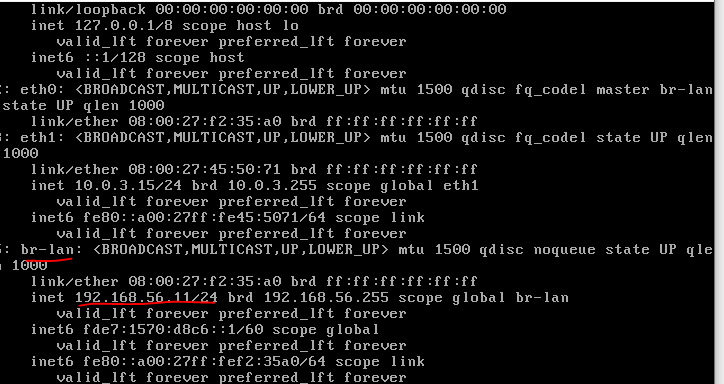 link/loopback 00:00:00:00:00:00 brd 00:00:00:00:00:00
inet 127.0.0.1/8 scope host lo
valid_lft forever preferred_lft forever
inet6 ::1/128 scope host
valid_lft forever preferred_lft forever
: eth0: <BROADCAST,MULTICAST,UP,LOWER_UP> mtu 1500 qdisc fq_codel master br-lan
state UP qlen 1000
link/ether 08:00:27:f2:35:a0 brd ff:ff:ff:ff:ff:ff
: eth1: <BROADCAST,MULTICAST,UP,LOWER_UP> mtu 1500 qdisc fq_codel state UP qlen
1000
link/ether 08:00:27:45:50:71 brd ff:ff:ff:ff:ff:ff
inet 10.0.3.15/24 brd 10.0.3.255 scope global eth1
valid_lft forever preferred_lft forever
inet6 fe80::a00:27ff:fe45:5071/64 scope link
valid_lft forever preferred_lft forever
: br-lan: <BROADCAST,MULTICAST,UP,LOWER_UP> mtu 1500 qdisc noqueue state UP qle
n 1000
link/ether 08:00:27:f2:35:a0 brd ff:ff:ff:ff:ff:ff
inet 192.168.56.11/24 brd 192.168.56.255 scope global br-lan
valid_lft forever preferred_lft forever
inet6 fde7:1570:d8c6::1/60 scope global
valid_lft forever preferred_lft forever
inet6 fe80::a00:27ff:fef2:35a0/64 scope link
valid_lft forever preferred_lft forever